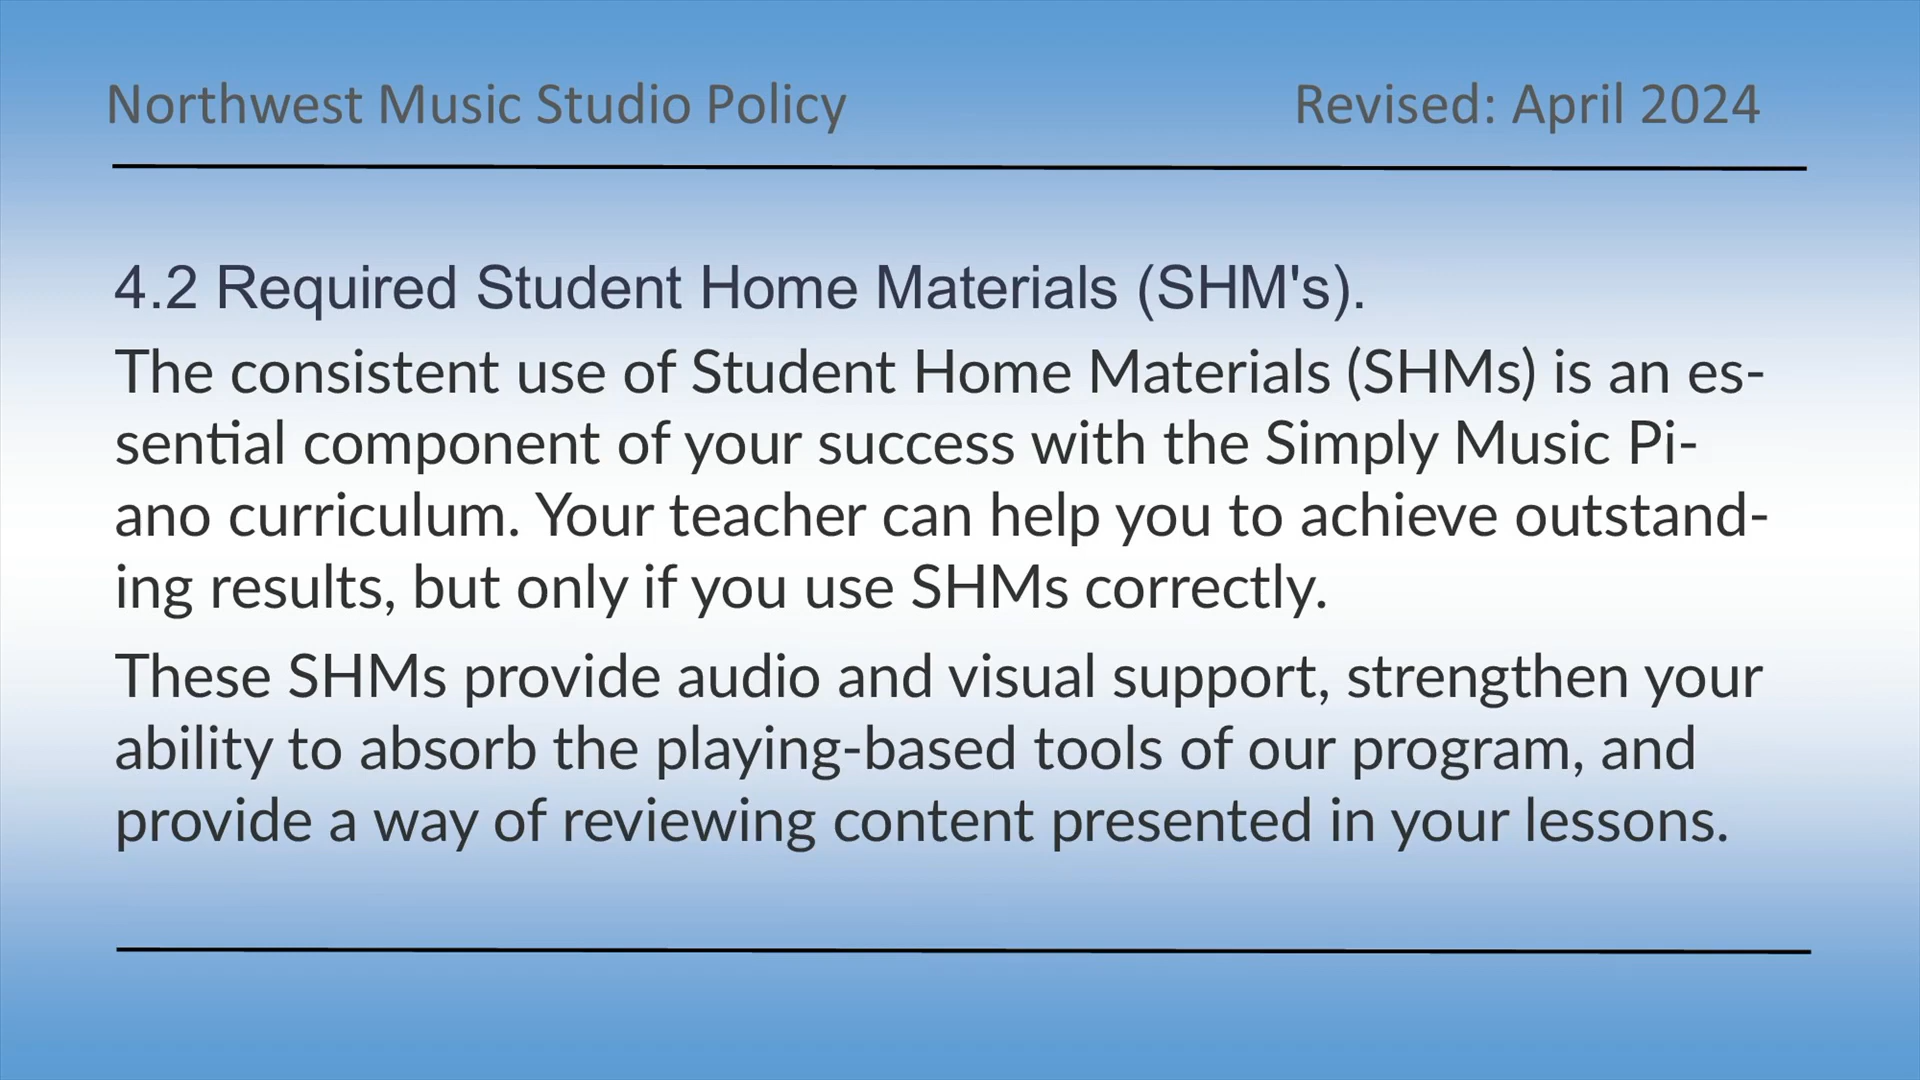 Northwest Music Studio Policy Revised: April 2024
4.2 Required Student Home Materials (SHM's).
The consistent use of Student Home Materials (SHMs) is an es-
sential component of your success with the Simply Music Pi-
ano curriculum. Your teacher can help you to achieve outstand-
ing results, but only if you use SHMs correctly.
These SHMs provide audio and visual support, strengthen your
ability to absorb the playing-based tools of our program, and
provide a way of reviewing content presented in your lessons.